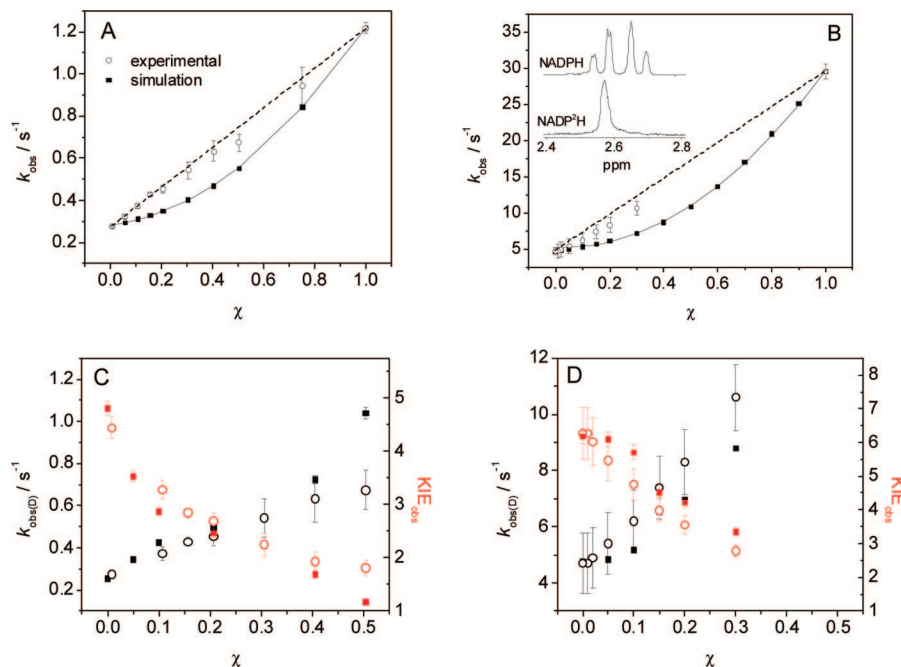 A
experimental
simulation
k_obs / s⁻¹
1.2
1.0
0.8
0.6
0.4
0.2
0.0 0.2 0.4 0.6 0.8 1.0
χ
B
NADPH
NADP²H
2.4 2.6 2.8
ppm
k_obs / s⁻¹
35
30
25
20
15
10
5
0
0.0 0.2 0.4 0.6 0.8 1.0
χ
C
k_obs(D) / s⁻¹
1.2
1.0
0.8
0.6
0.4
0.2
0.0 0.1 0.2 0.3 0.4 0.5
χ
5
4
3
2
1
KIE_obs
D
k_obs(D) / s⁻¹
12
10
8
6
4
0.0 0.1 0.2 0.3 0.4 0.5
χ
8
7
6
5
4
3
2
1
KIE_obs